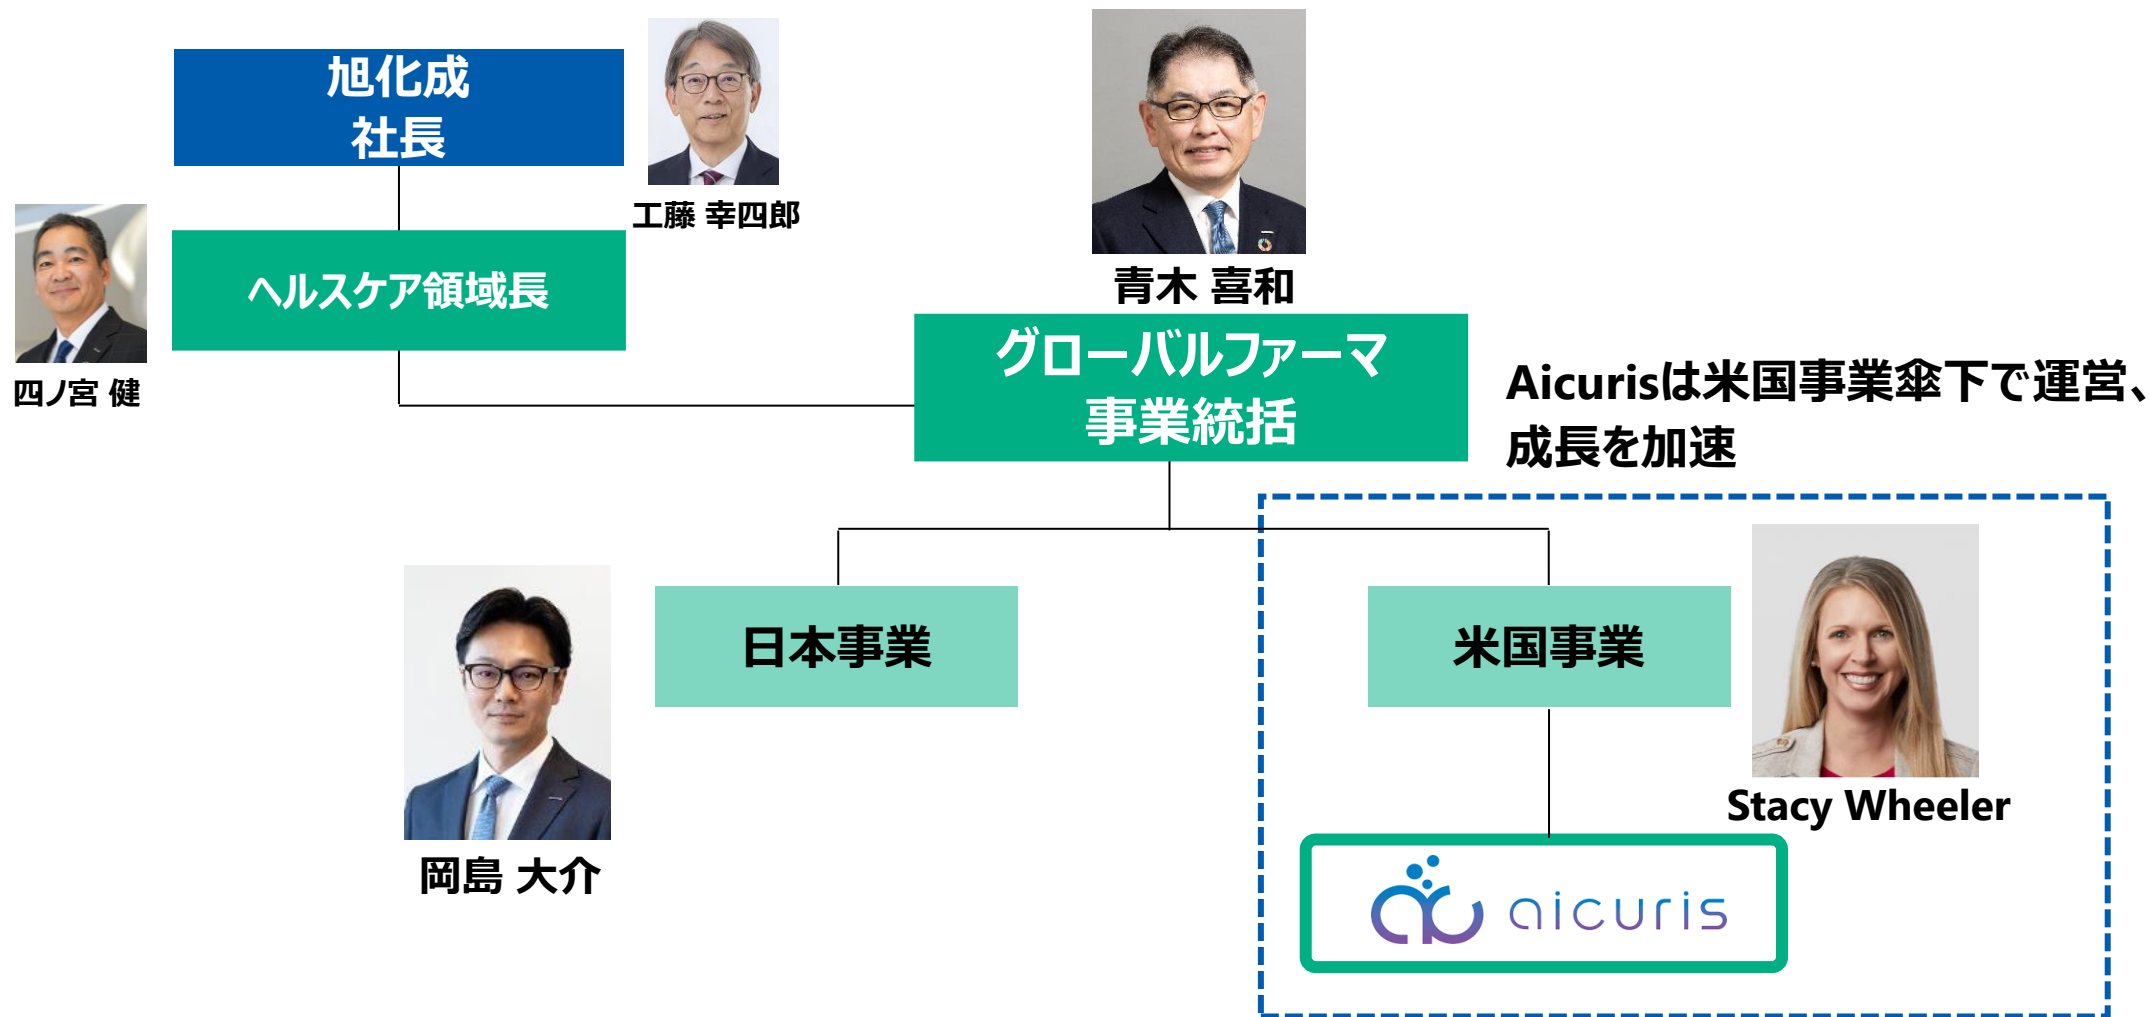 旭化成
社長
工藤 幸四郎
ヘルスケア領域長
四ノ宮 健
青木 喜和
グローバルファーマ
事業統括
Aicurisは米国事業傘下で運営、
成長を加速
日本事業
岡島 大介
米国事業
Stacy Wheeler
aicuris